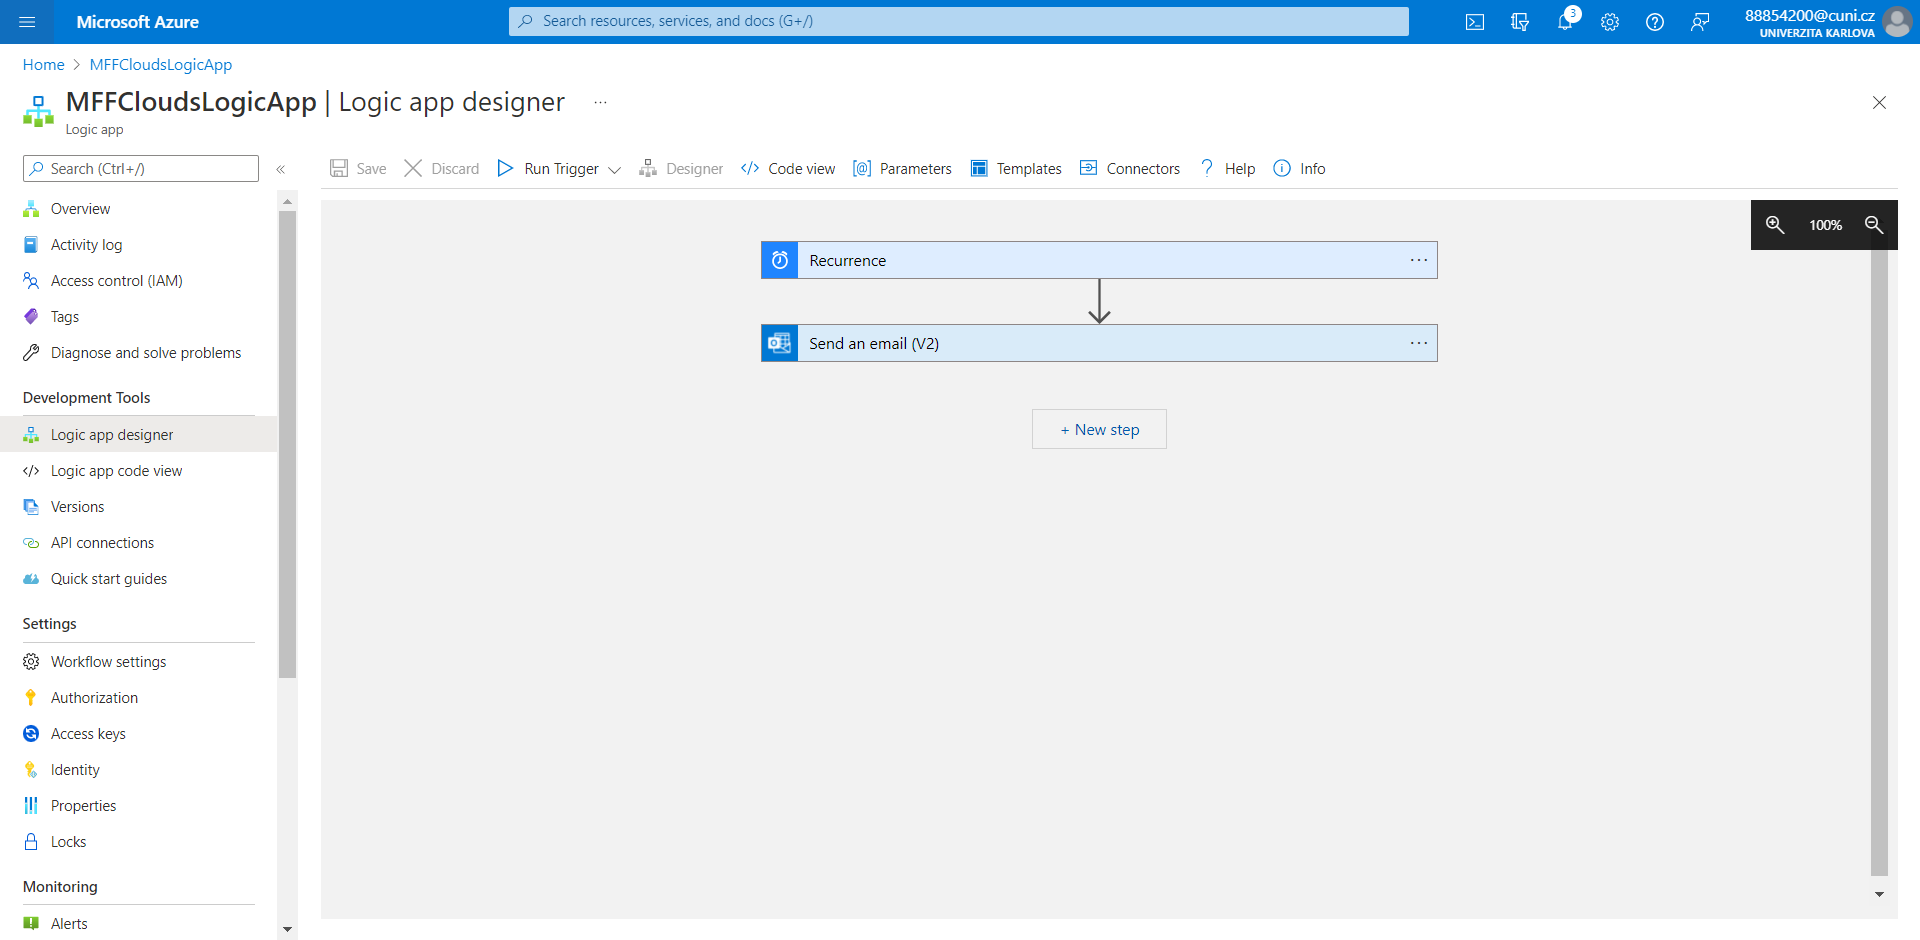 Microsoft Azure
Search resources, services, and docs (G+/)
3
88854200@cuni.cz
UNIVERZITA KARLOVA
Home > MFFCloudsLogicApp
MFFCloudsLogicApp | Logic app designer ...
Logic app
Search (Ctrl+/)
«
Save Discard Run Trigger Designer </> Code view [@] Parameters Templates Connectors ? Help Info
Overview
Activity log
Access control (IAM)
Tags
Diagnose and solve problems
Development Tools
Logic app designer
</> Logic app code view
Versions
API connections
Quick start guides
Settings
Workflow settings
Authorization
Access keys
Identity
Properties
Locks
Monitoring
Alerts
100%
Recurrence ...
Send an email (V2) ...
+ New step